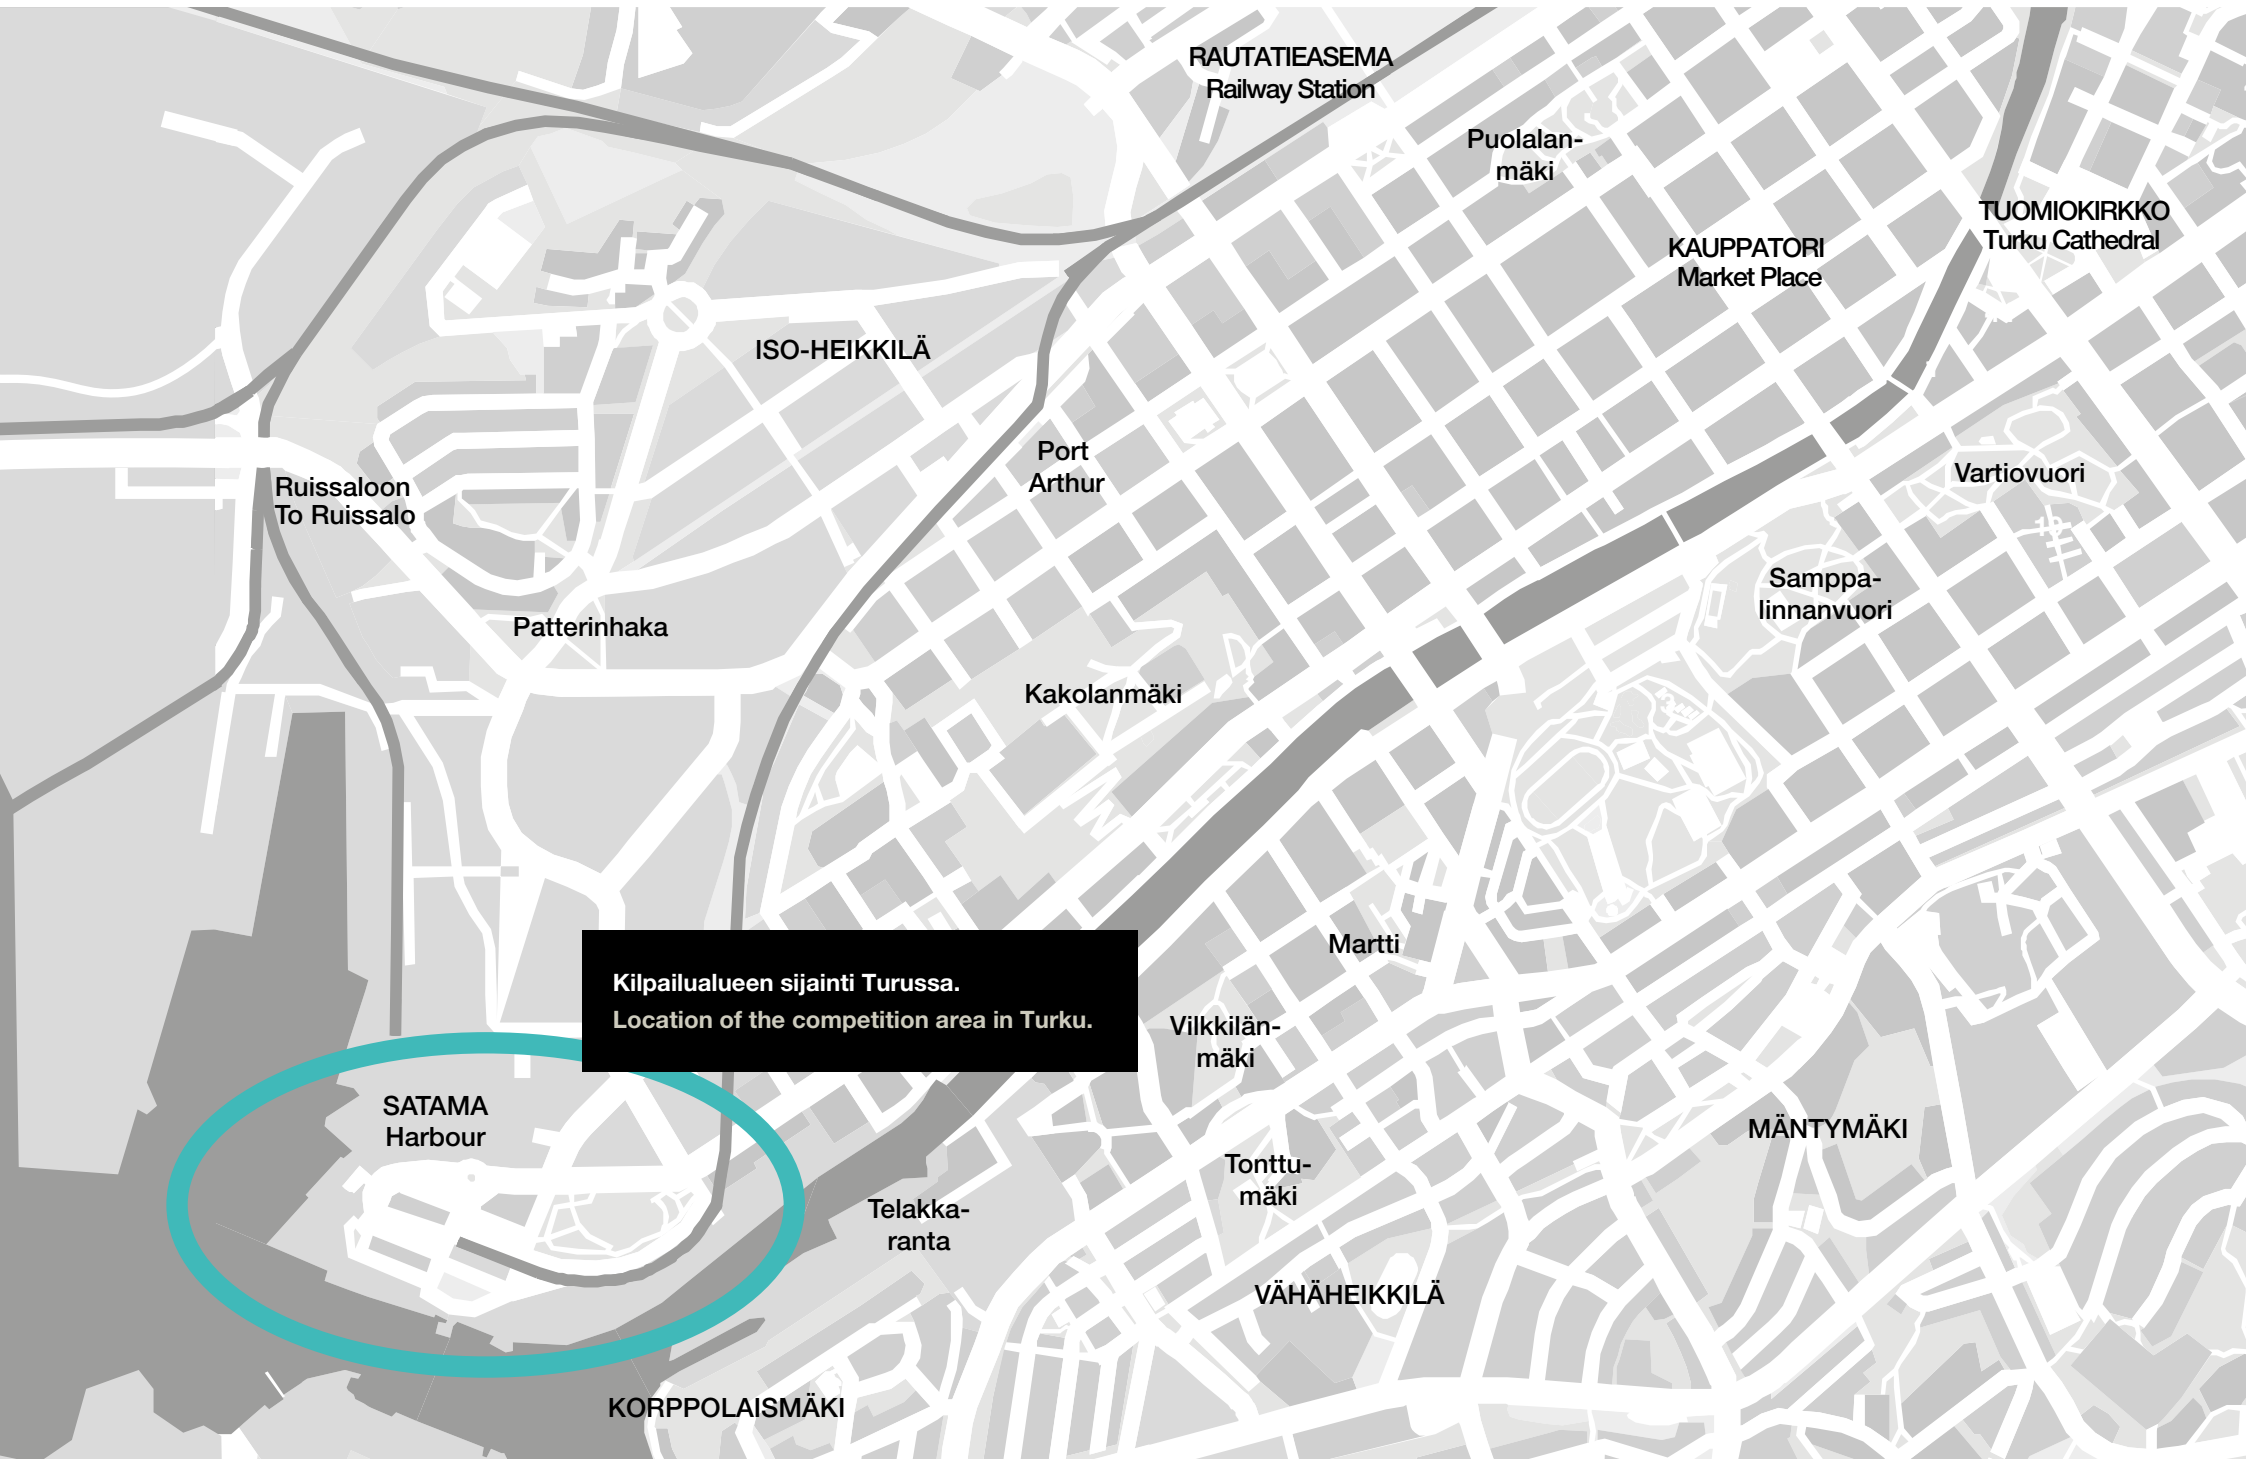 RAUTATIEASEMA
Railway Station
Puolalan-
mäki
TUOMIOKIRKKO
Turku Cathedral
KAUPPATORI
Market Place
ISO-HEIKKILÄ
Port
Arthur
Vartiovuori
Ruissaloon
To Ruissalo
Samppa-
linnanvuori
Patterinhaka
Kakolanmäki
Martti
Kilpailualueen sijainti Turussa.
Location of the competition area in Turku.
Vilkkilän-
mäki
SATAMA
Harbour
MÄNTYMÄKI
Tonttu-
mäki
Telakka-
ranta
VÄHÄHEIKKILÄ
KORPPOLAISMÄKI